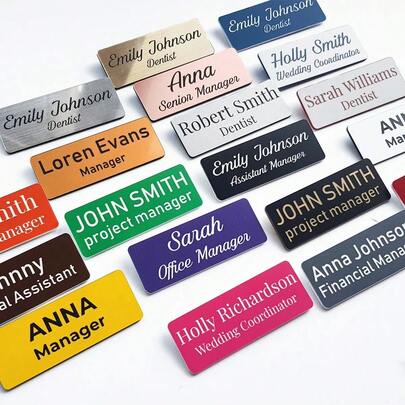 Emily Johnson
Dentist
Emily Johnson
Dentist
Holly Smith
Wedding Coordinator
Anna
Senior Manager
Sarah Williams
Dentist
Emily Johnson
Dentist
Robert Smith
Dentist
Loren Evans
Manager
Emily Johnson
Assistant Manager
JOHN SMITH
project manager
JOHN SMITH
project manager
Sarah
Office Manager
Anna Johnson
Financial Mana
ANNA
Manager
Holly Richardson
Wedding Coordinator